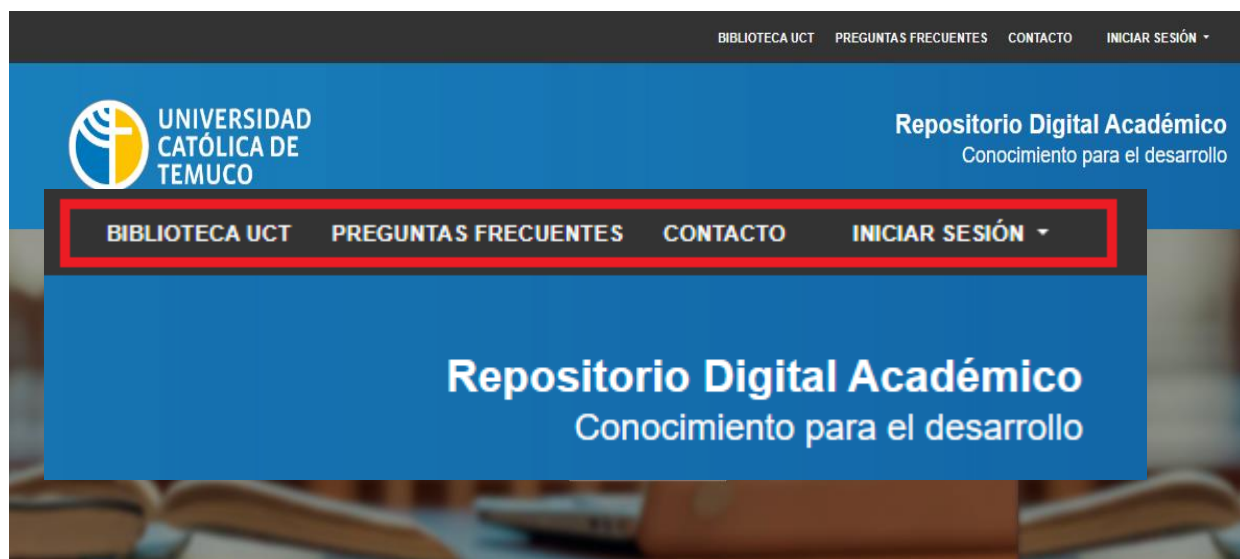 BIBLIOTECA UCT PREGUNTAS FRECUENTES CONTACTO INICIAR SESIÓN
UNIVERSIDAD
CATÓLICA DE
TEMUCO
Repositorio Digital Académico
Conocimiento para el desarrollo
BIBLIOTECA UCT PREGUNTAS FRECUENTES CONTACTO INICIAR SESIÓN
Repositorio Digital Académico
Conocimiento para el desarrollo